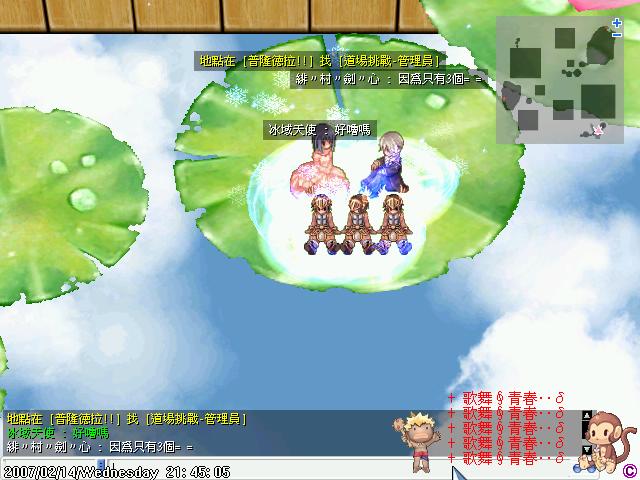 地點在 [普隆德拉!!] 找 [道場挑戰-管理員]
緋〃村〃劍〃心 : 因為只有3個= =
冰域天使 : 好嚕嗎
地點在 [普隆德拉!!] 找 [道場挑戰-管理員]
冰域天使 : 好嚕嗎
緋〃村〃劍〃心 : 因為只有3個= =
+ 歌舞§青春‥♂
+ 歌舞§青春‥♂
+ 歌舞§青春‥♂
+ 歌舞§青春‥♂
+ 歌舞§青春‥♂
2007/02/14/Wednesday 21:45:05